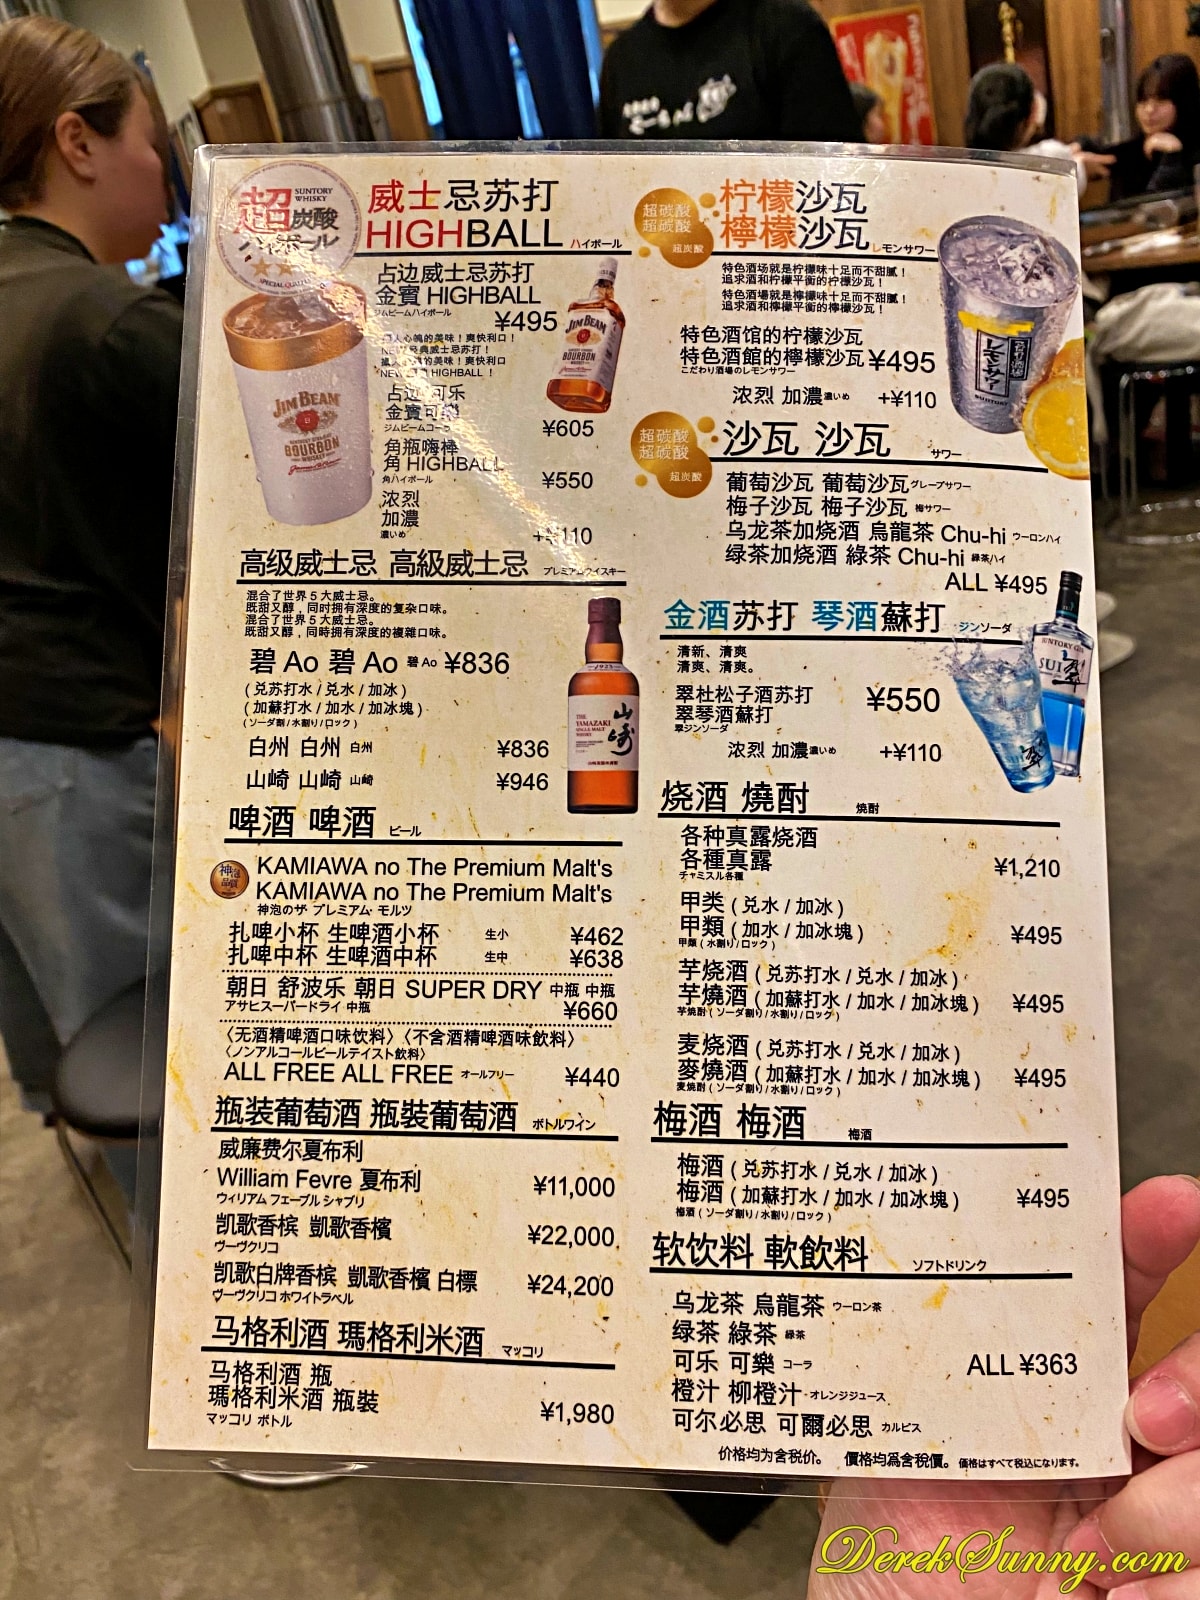 超炭酸
ハイボール
SUNTORY
WHISKY
威士忌苏打
HIGHBALL ハイボール
占边威士忌苏打
金賓 HIGHBALL
ジムビームハイボール
¥495
JIM BEAM
BOURBON
占边 可乐
金賓可樂
ジムビームコーラ
¥605
角瓶嗨棒
角 HIGHBALL
角ハイボール
¥550
浓烈
加濃
濃いめ
+¥110
高级威士忌 高級威士忌 プレミアムウイスキー
混合了世界5大威士忌。
既甜又醇，同时拥有深度的复杂口味。
混合了世界5大威士忌。
既甜又醇，同時拥有深度的複雜口味。
碧 Ao 碧 Ao 碧 Ao ¥836
(兑苏打水/兑水/加冰)
(加蘇打水/加水/加冰塊)
(ソーダ割/水割り/ロック)
白州 白州 白州 ¥836
山崎 山崎 山崎 ¥946
THE
YAMAZAKI
SINGLE MALT
WHISKY
山崎
啤酒 啤酒 ビール
神泡
品質
KAMIAWA no The Premium Malt's
KAMIAWA no The Premium Malt's
神泡のザ プレミアム モルツ
扎啤小杯 生啤酒小杯 生小 ¥462
扎啤中杯 生啤酒中杯 生中 ¥638
朝日 舒波乐 朝日 SUPER DRY 中瓶 中瓶
アサヒスーパードライ 中瓶
¥660
〈无酒精啤酒口味饮料〉〈不含酒精啤酒味飲料〉
〈ノンアルコールビールテイスト飲料〉
ALL FREE ALL FREE オールフリー ¥440
瓶装葡萄酒 瓶裝葡萄酒 ボトルワイン
威廉费尔夏布利
William Fevre 夏布利
ウィリアム フェーブル シャブリ
¥11,000
凯歌香槟 凱歌香檳
ヴーヴクリコ
¥22,000
凯歌白牌香槟 凱歌香檳 白標
ヴーヴクリコ ホワイトラベル
¥24,200
马格利酒 瑪格利米酒 マッコリ
马格利酒 瓶
瑪格利米酒 瓶裝
マッコリ ボトル
¥1,980
超碳酸
超碳酸
超炭酸
柠檬沙瓦
檸檬沙瓦 レモンサワー
特色酒场就是柠檬味十足而不甜腻！
追求酒和柠檬平衡的柠檬沙瓦！
特色酒場就是檸檬味十足而不甜膩！
追求酒和檸檬平衡的檸檬沙瓦！
特色酒馆的柠檬沙瓦
特色酒館的檸檬沙瓦
こだわり酒場のレモンサワー
¥495
浓烈 加濃 濃いめ +¥110
レモンサワー
SUNTORY
超碳酸
超碳酸
超炭酸
沙瓦 沙瓦 サワー
葡萄沙瓦 葡萄沙瓦 グレープサワー
梅子沙瓦 梅子沙瓦 梅サワー
乌龙茶加烧酒 烏龍茶 Chu-hi ウーロンハイ
绿茶加烧酒 綠茶 Chu-hi 緑茶ハイ
ALL ¥495
金酒苏打 琴酒蘇打 ジンソーダ
清新、清爽
清爽、清爽。
翠杜松子酒苏打
翠琴酒蘇打
翠ジンソーダ
¥550
浓烈 加濃 濃いめ +¥110
SUNTORY GIN
SUI 翠
烧酒 燒酎 焼酎
各种真露烧酒
各種真露
チャミスル各種
¥1,210
甲类 (兑水/加冰)
甲類 (加水/加冰塊)
甲類 (水割り/ロック)
¥495
芋烧酒 (兑苏打水/兑水/加冰)
芋燒酒 (加蘇打水/加水/加冰塊)
芋焼酎 (ソーダ割り/水割り/ロック)
¥495
麦烧酒 (兑苏打水/兑水/加冰)
麥燒酒 (加蘇打水/加水/加冰塊)
麦焼酎 (ソーダ割り/水割り/ロック)
¥495
梅酒 梅酒 梅酒
梅酒 (兑苏打水/兑水/加冰)
梅酒 (加蘇打水/加水/加冰塊)
梅酒 (ソーダ割り/水割り/ロック)
¥495
软饮料 軟飲料 ソフトドリンク
乌龙茶 烏龍茶 ウーロン茶
绿茶 綠茶 緑茶
可乐 可樂 コーラ
ALL ¥363
橙汁 柳橙汁 オレンジジュース
可尔必思 可爾必思 カルピス
价格均为含税价。 價格均爲含稅價。 価格はすべて税込になります。
DerekSunny.com